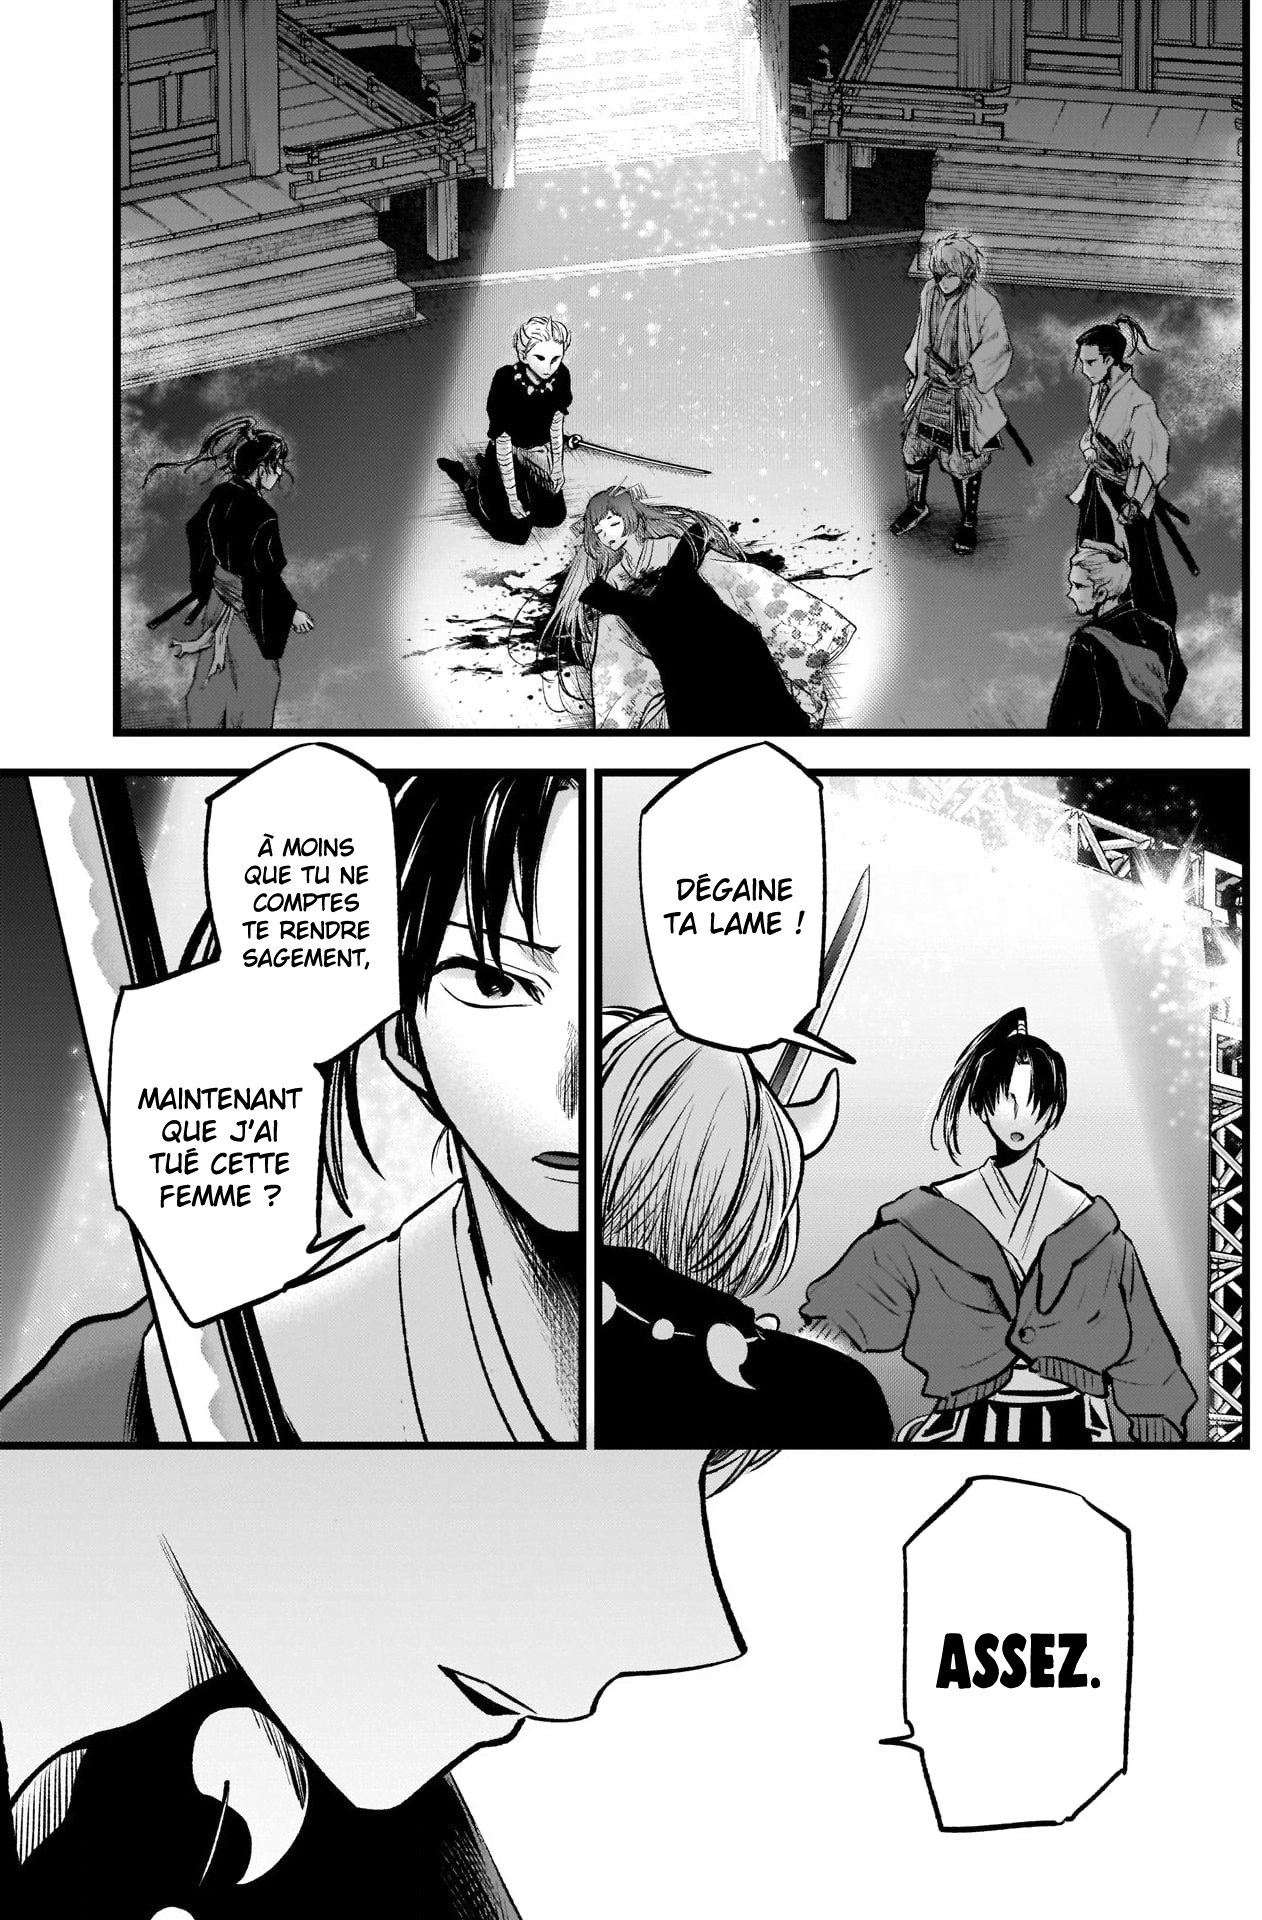 DÉGAINE
TA LAME !
À MOINS
QUE TU NE
COMPTES
TE RENDRE
SAGEMENT,
MAINTENANT
QUE J'AI
TUÉ CETTE
FEMME ?
ASSEZ.